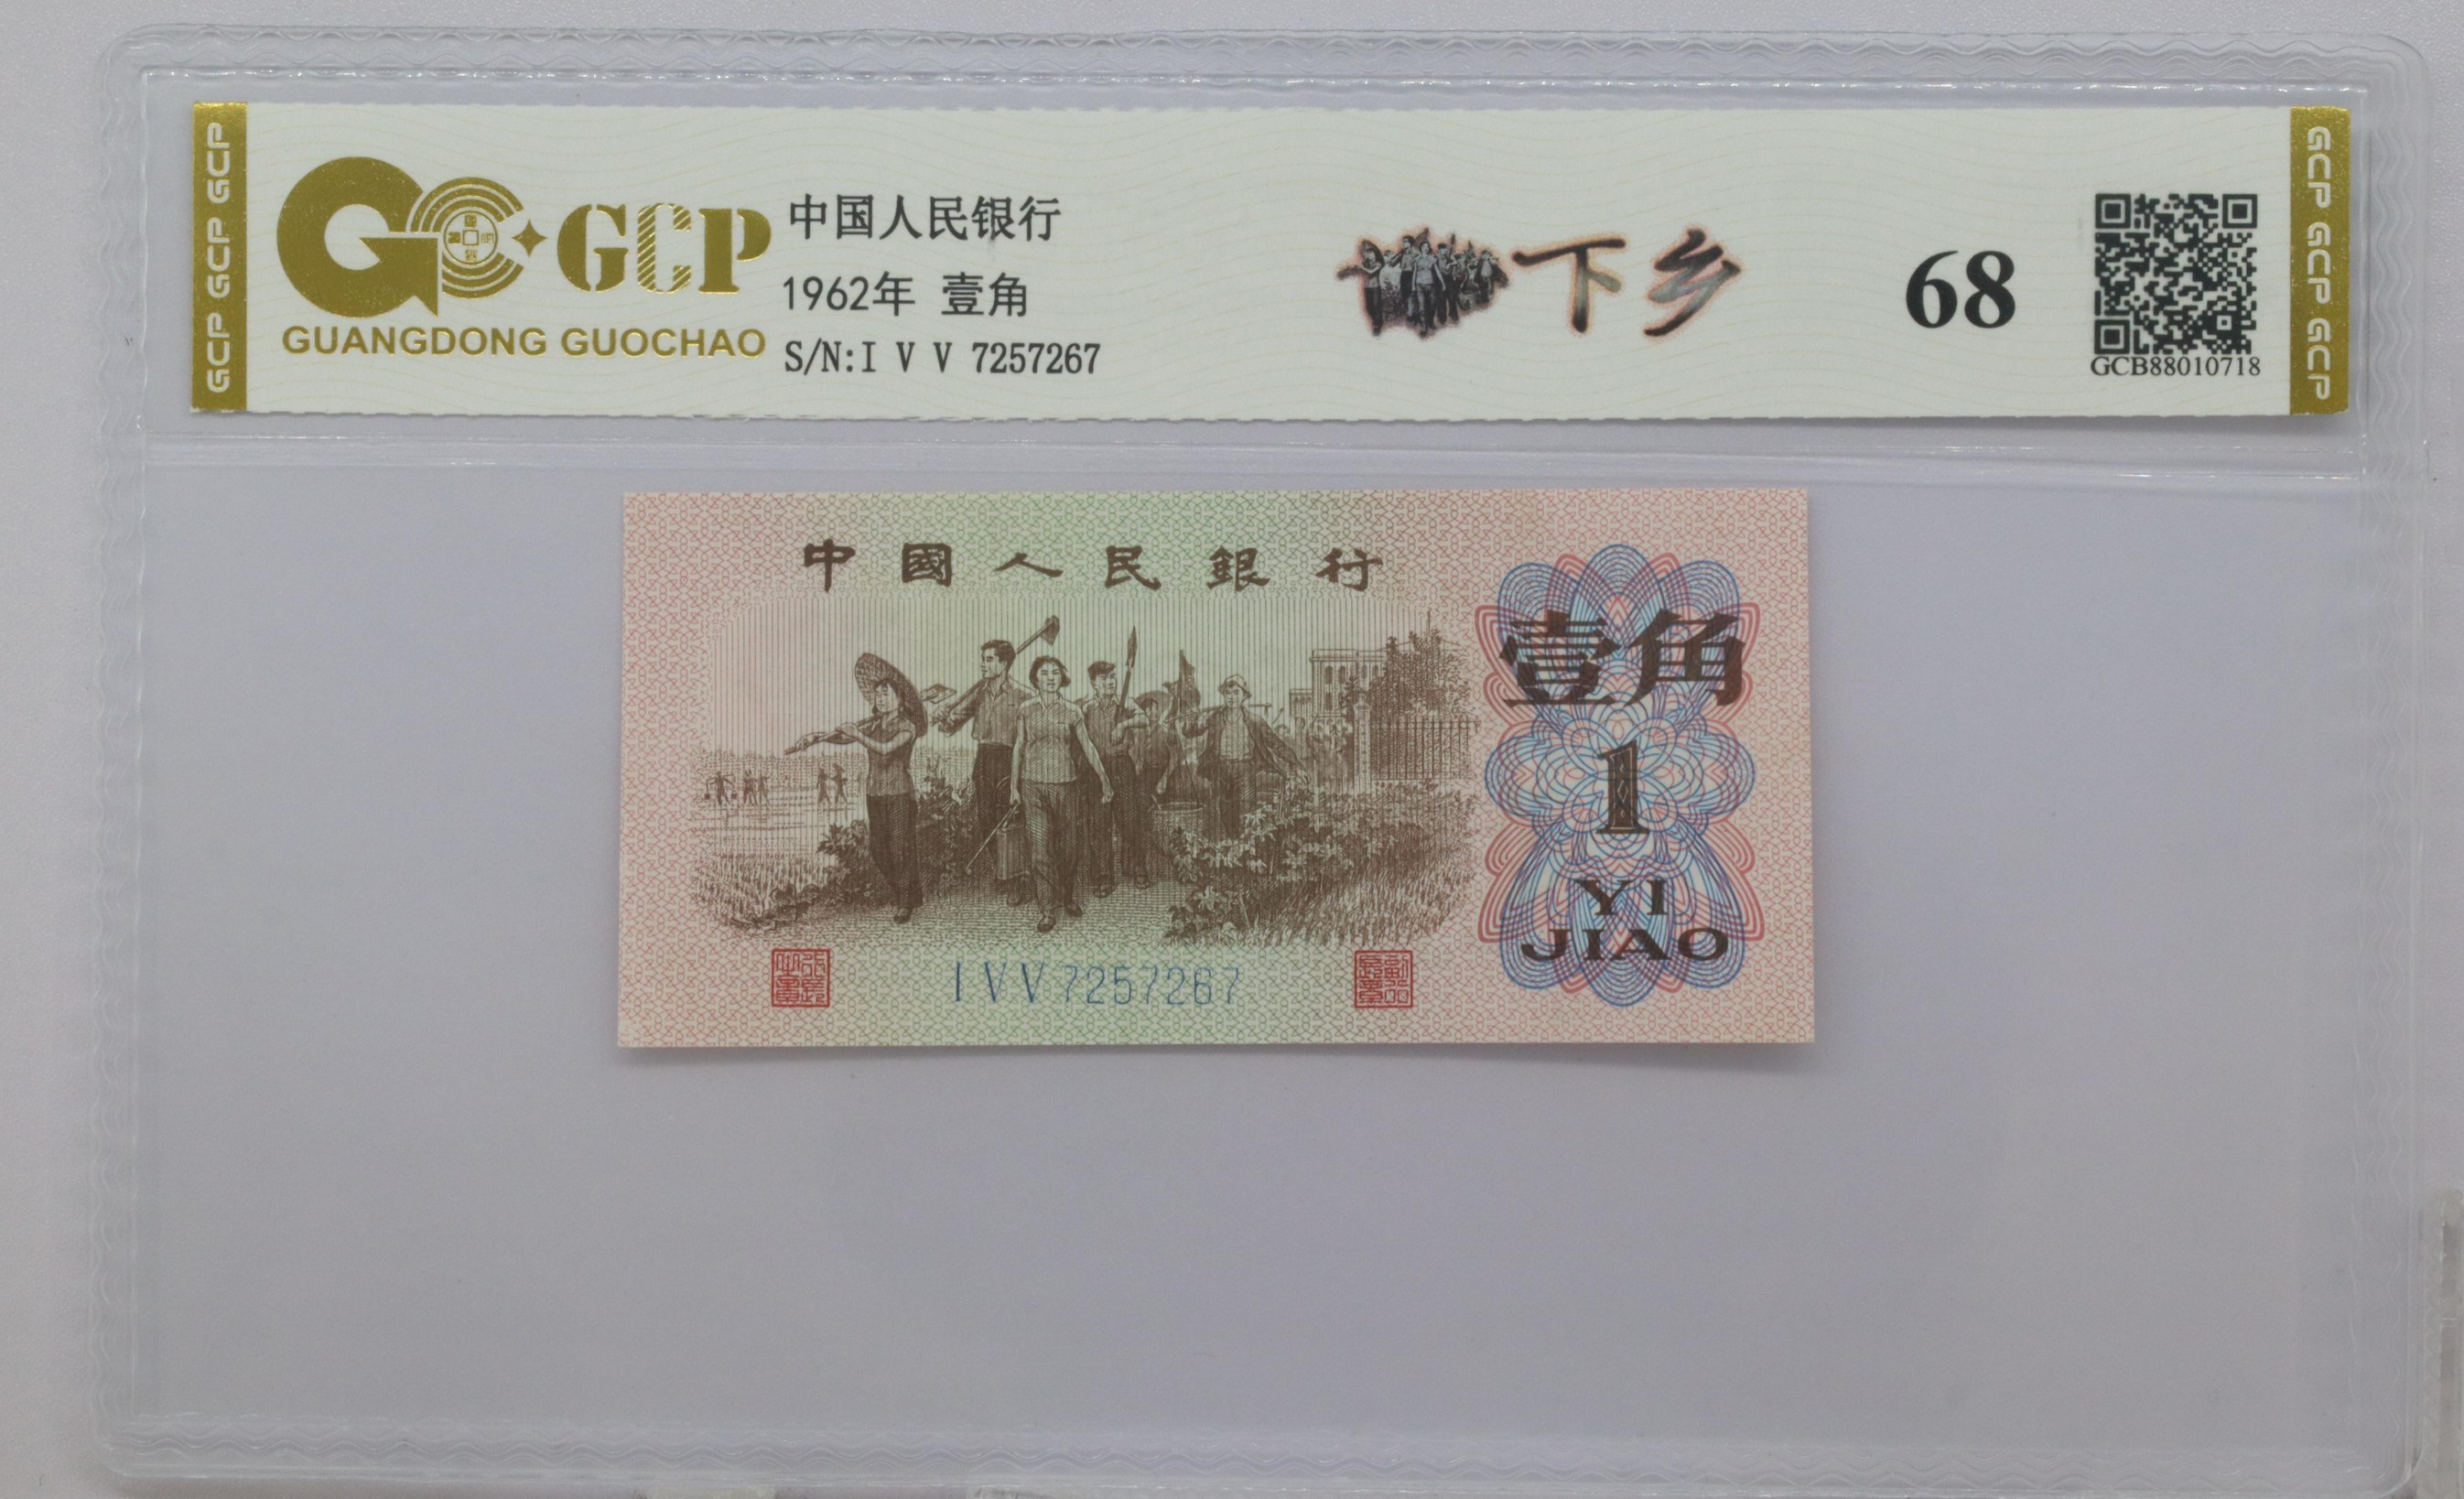 GCP GCP GCP
GCP
GUANGDONG GUOCHAO
中国人民银行
1962年 壹角
S/N:I V V 7257267
下乡
68
GCB88010718
GCP GCP GCP
中國人民銀行
壹角
1
YI
JIAO
I V V 7257267